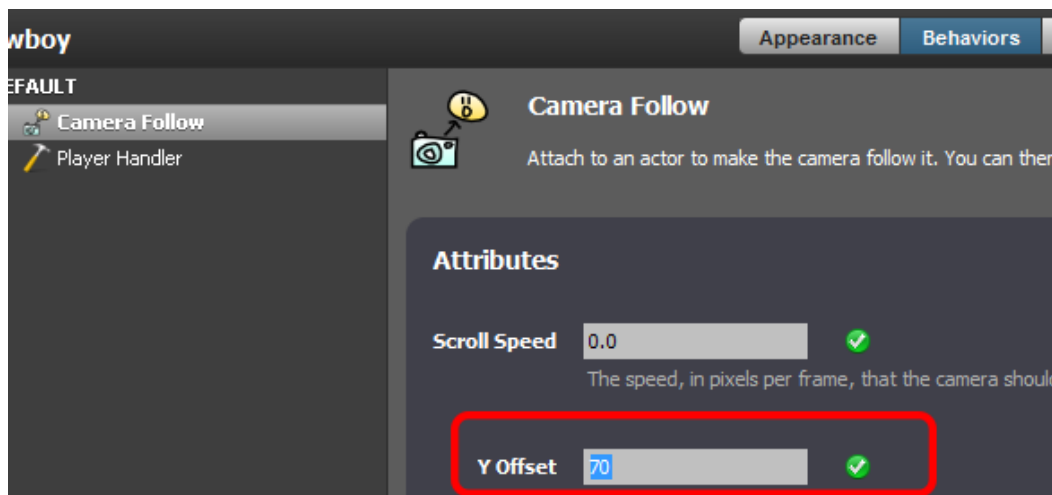 wboy
Appearance
Behaviors
EFAULT
Camera Follow
Player Handler
Camera Follow
Attach to an actor to make the camera follow it. You can ther
Attributes
Scroll Speed
0.0
The speed, in pixels per frame, that the camera shoul
Y Offset
70